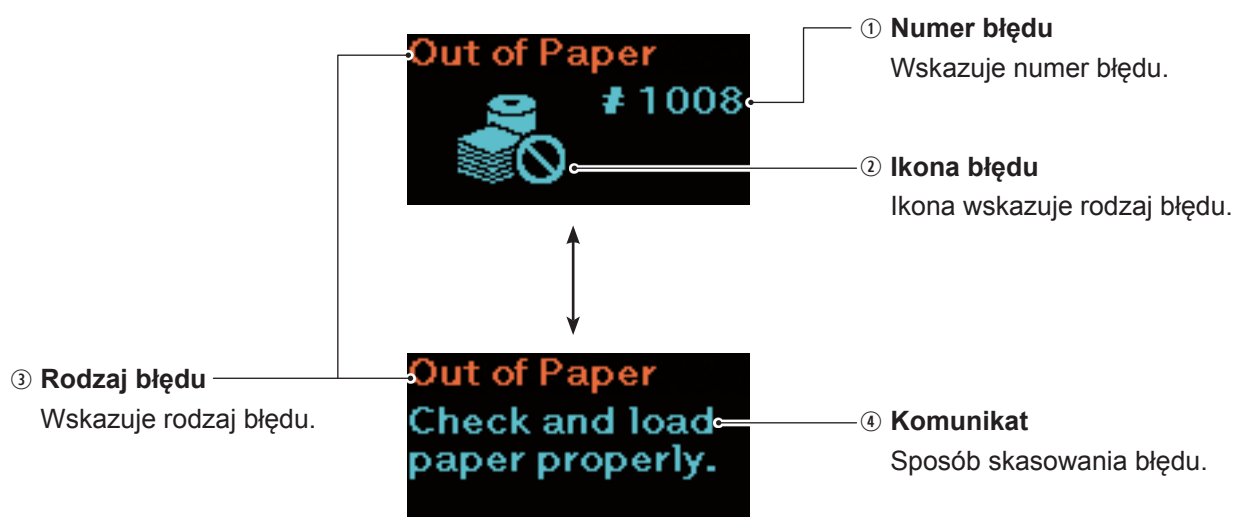 ① Numer błędu
Wskazuje numer błędu.
Out of Paper
# 1008
② Ikona błędu
Ikona wskazuje rodzaj błędu.
③ Rodzaj błędu
Wskazuje rodzaj błędu.
Out of Paper
Check and load
paper properly.
④ Komunikat
Sposób skasowania błędu.